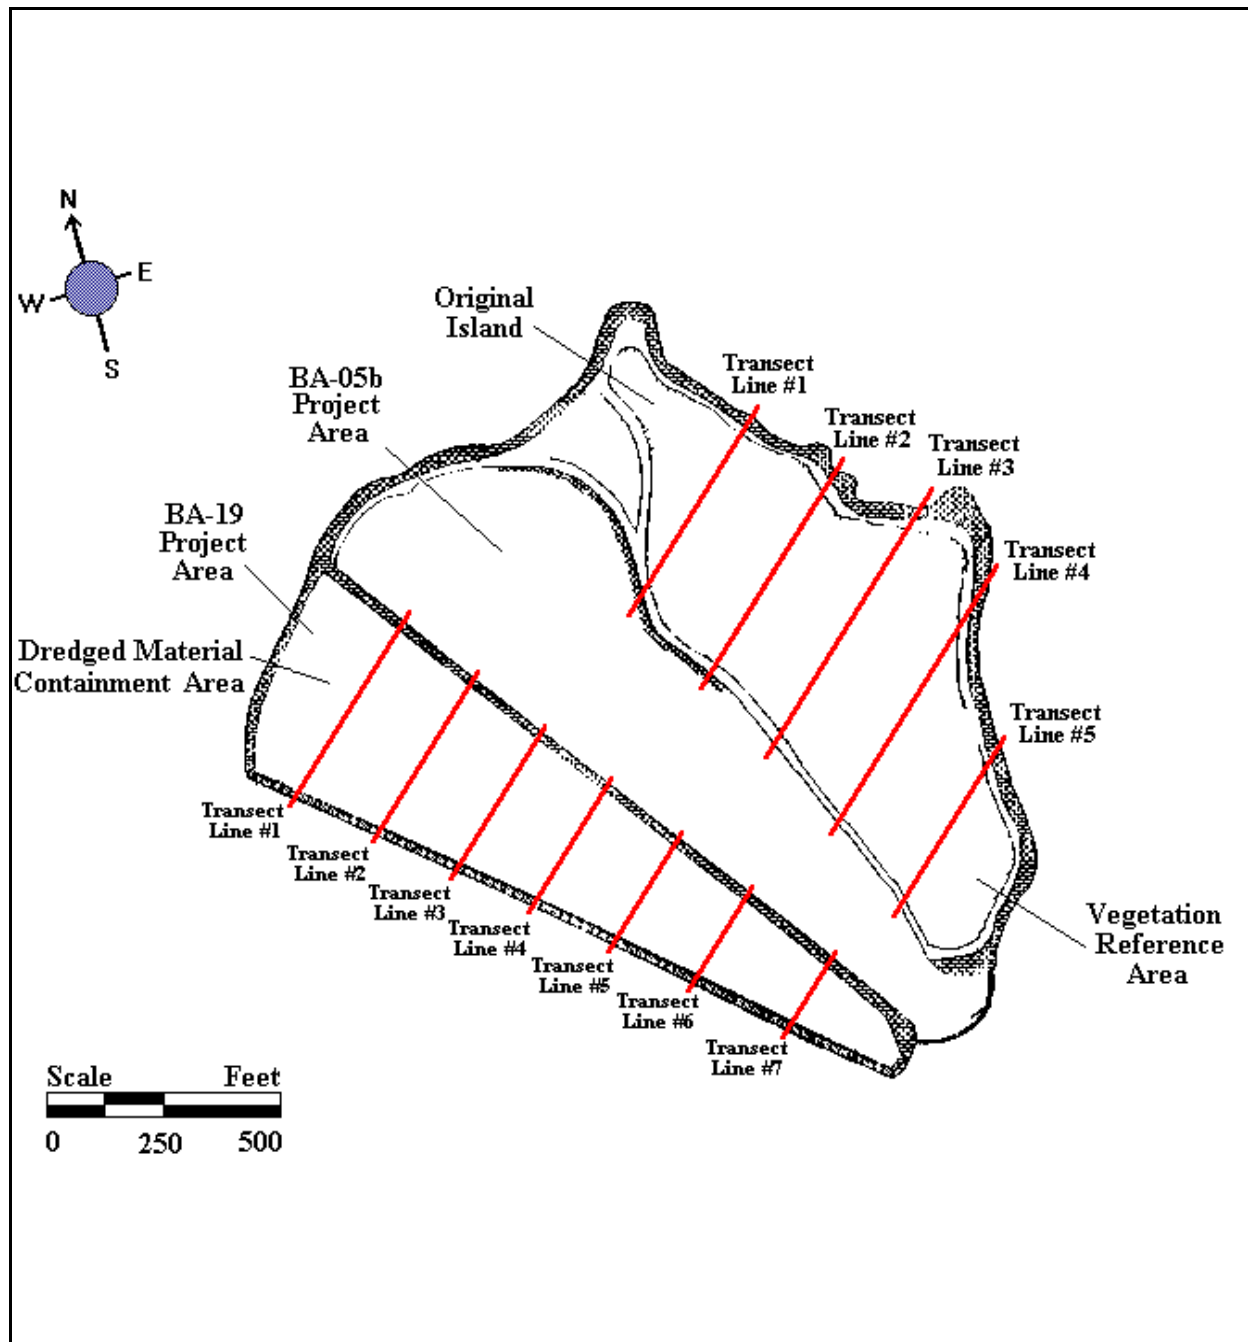 N
E
W
S
Original
Island
BA-05b
Project
Area
BA-19
Project
Area
Dredged Material
Containment Area
Transect
Line #1
Transect
Line #2
Transect
Line #3
Transect
Line #4
Transect
Line #5
Transect
Line #1
Transect
Line #2
Transect
Line #3
Transect
Line #4
Transect
Line #5
Transect
Line #6
Transect
Line #7
Vegetation
Reference
Area
Scale Feet
0 250 500